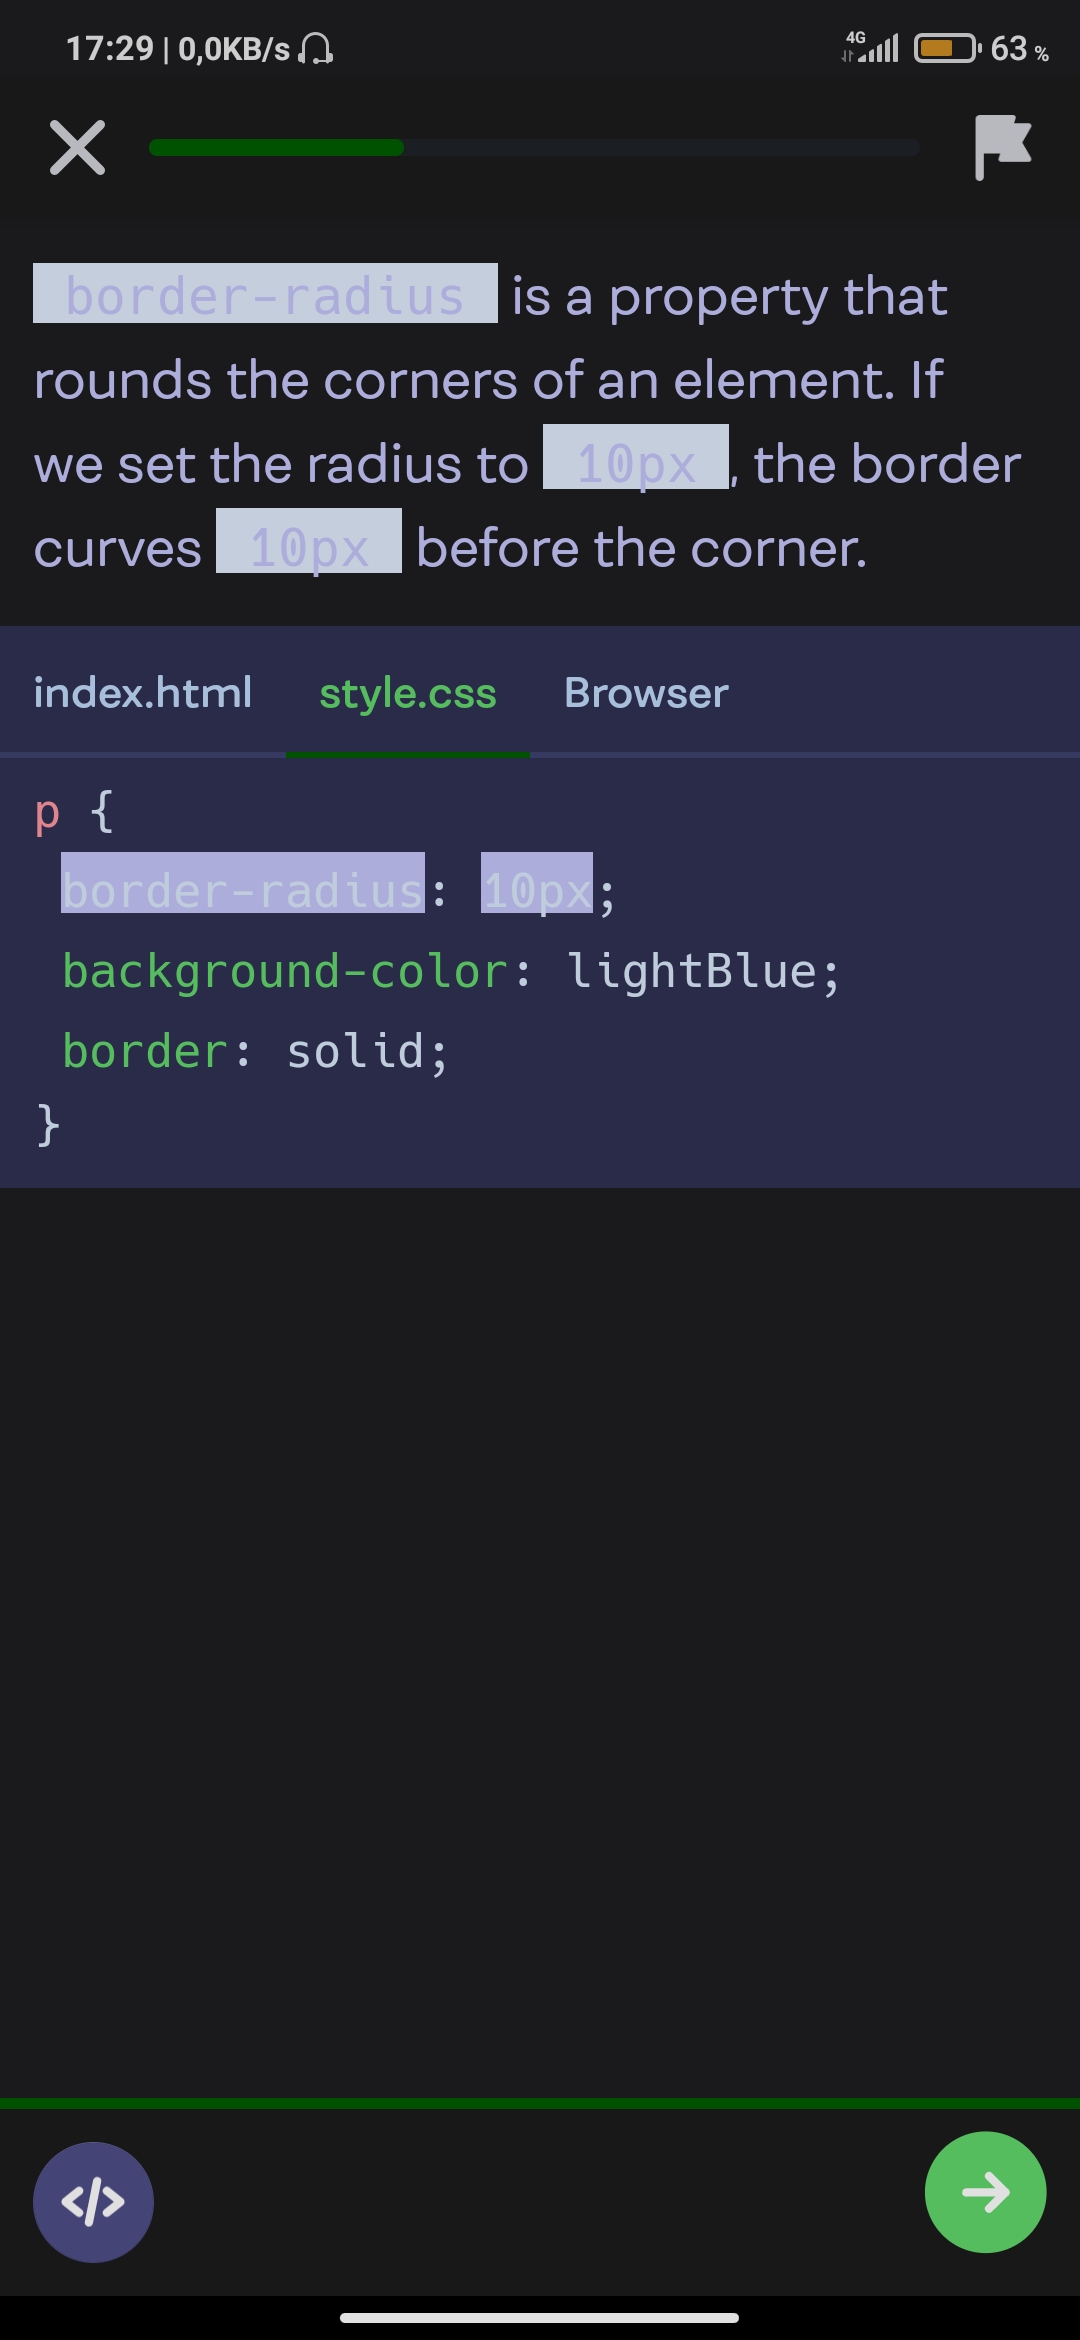 17:29 | 0,0KB/s 4G 63 %
border-radius is a property that
rounds the corners of an element. If
we set the radius to 10px, the border
curves 10px before the corner.
index.html style.css Browser
p {
border-radius: 10px;
background-color: lightBlue;
border: solid;
}